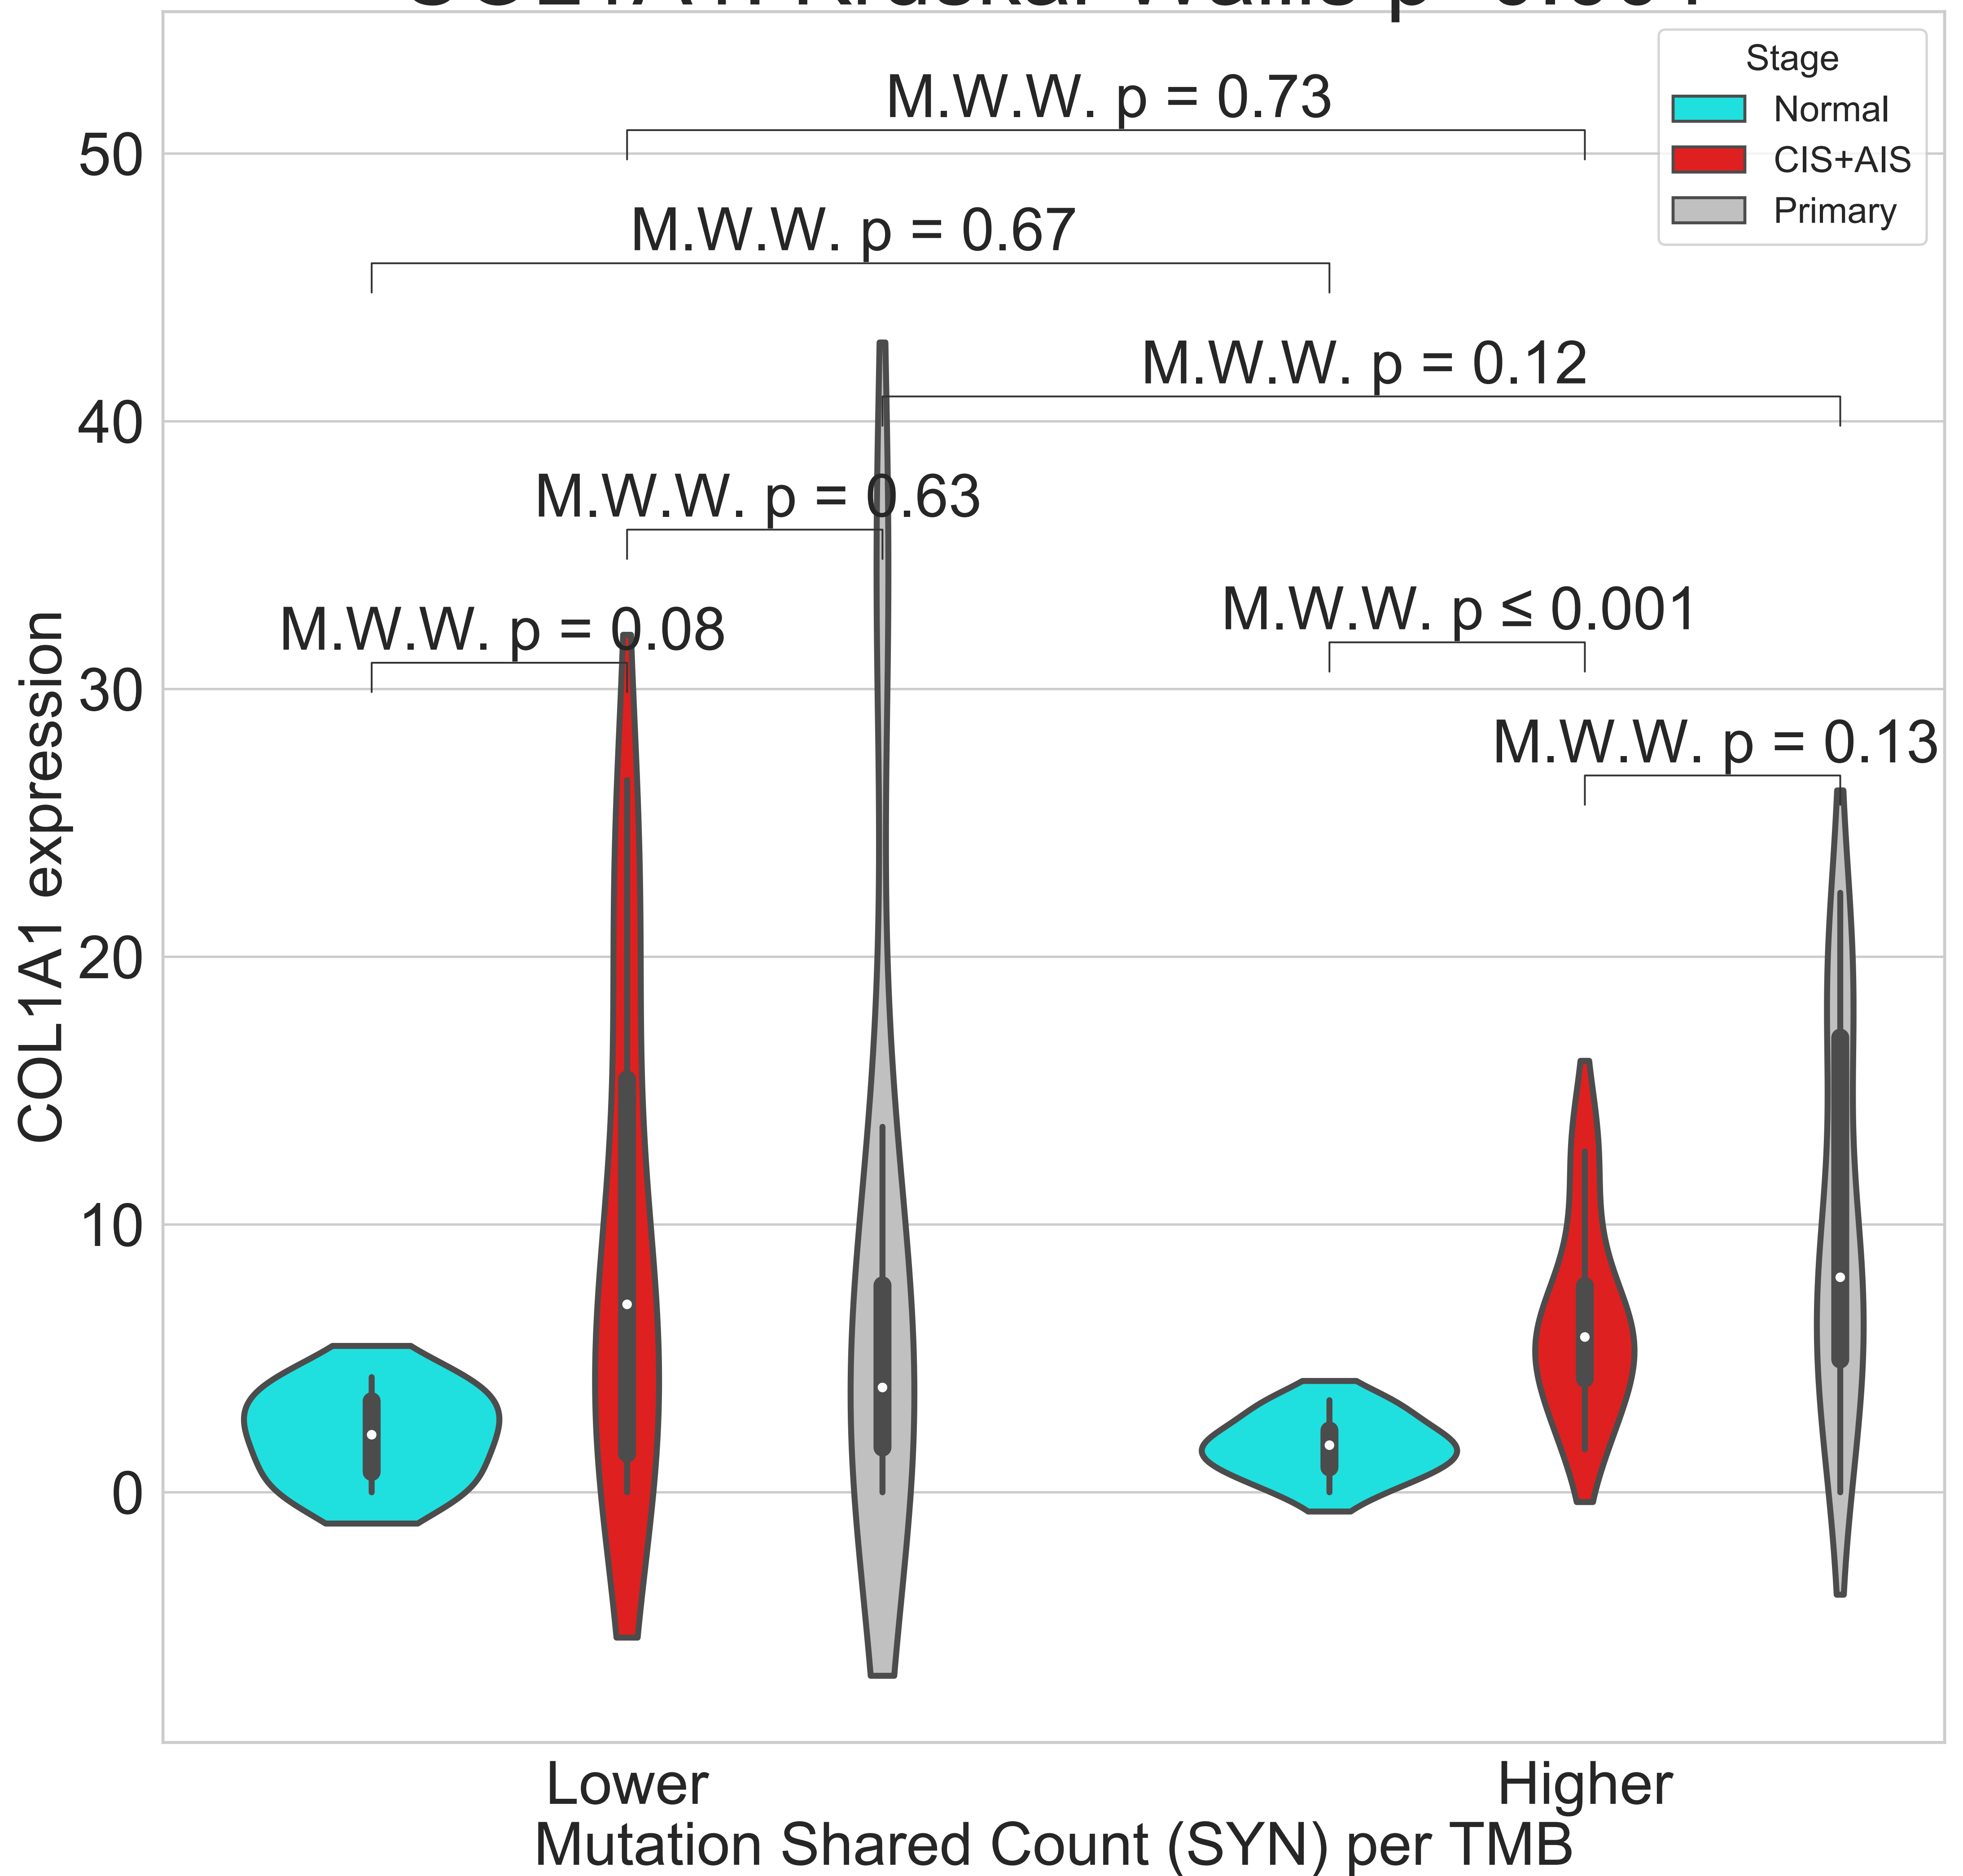 Stage
Normal
CIS+AIS
Primary
M.W.W. p = 0.73
M.W.W. p = 0.67
M.W.W. p = 0.12
M.W.W. p = 0.63
M.W.W. p = 0.08
M.W.W. p ≤ 0.001
M.W.W. p = 0.13
50
40
30
20
10
0
COL1A1 expression
Lower
Higher
Mutation Shared Count (SYN) per TMB